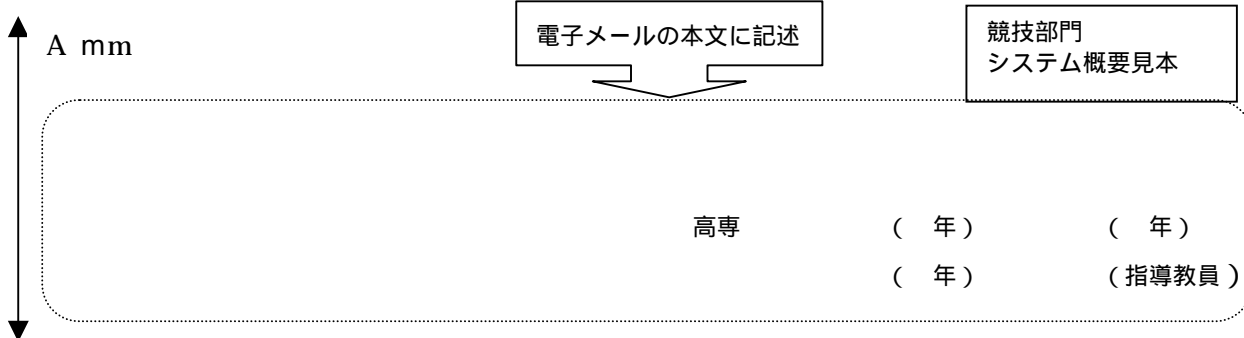 A mm
電子メールの本文に記述
競技部門
システム概要見本
高専 ( 年) ( 年)
( 年) (指導教員)